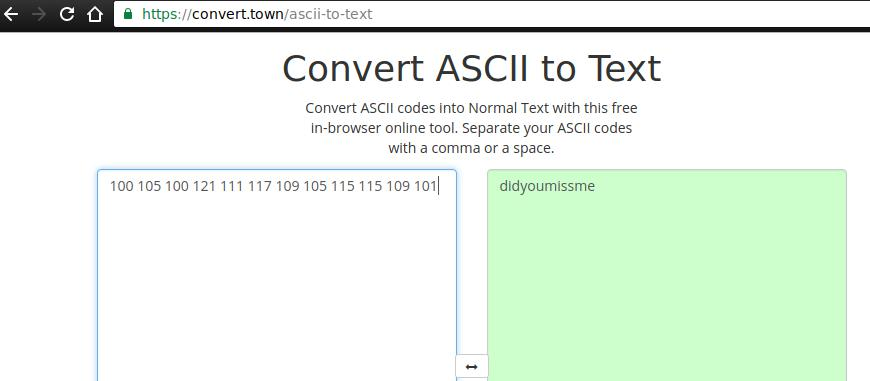 https://convert.town/ascii-to-text
Convert ASCII to Text
Convert ASCII codes into Normal Text with this free
in-browser online tool. Separate your ASCII codes
with a comma or a space.
100 105 100 121 111 117 109 105 115 115 109 101
didyoumissme